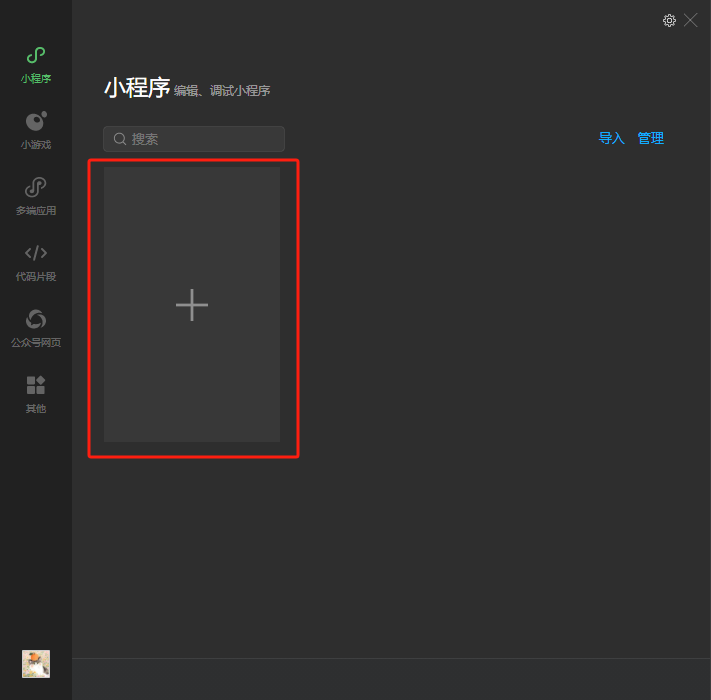 小程序
小游戏
多端应用
代码片段
公众号网页
其他
小程序 编辑、调试小程序
搜索
导入 管理